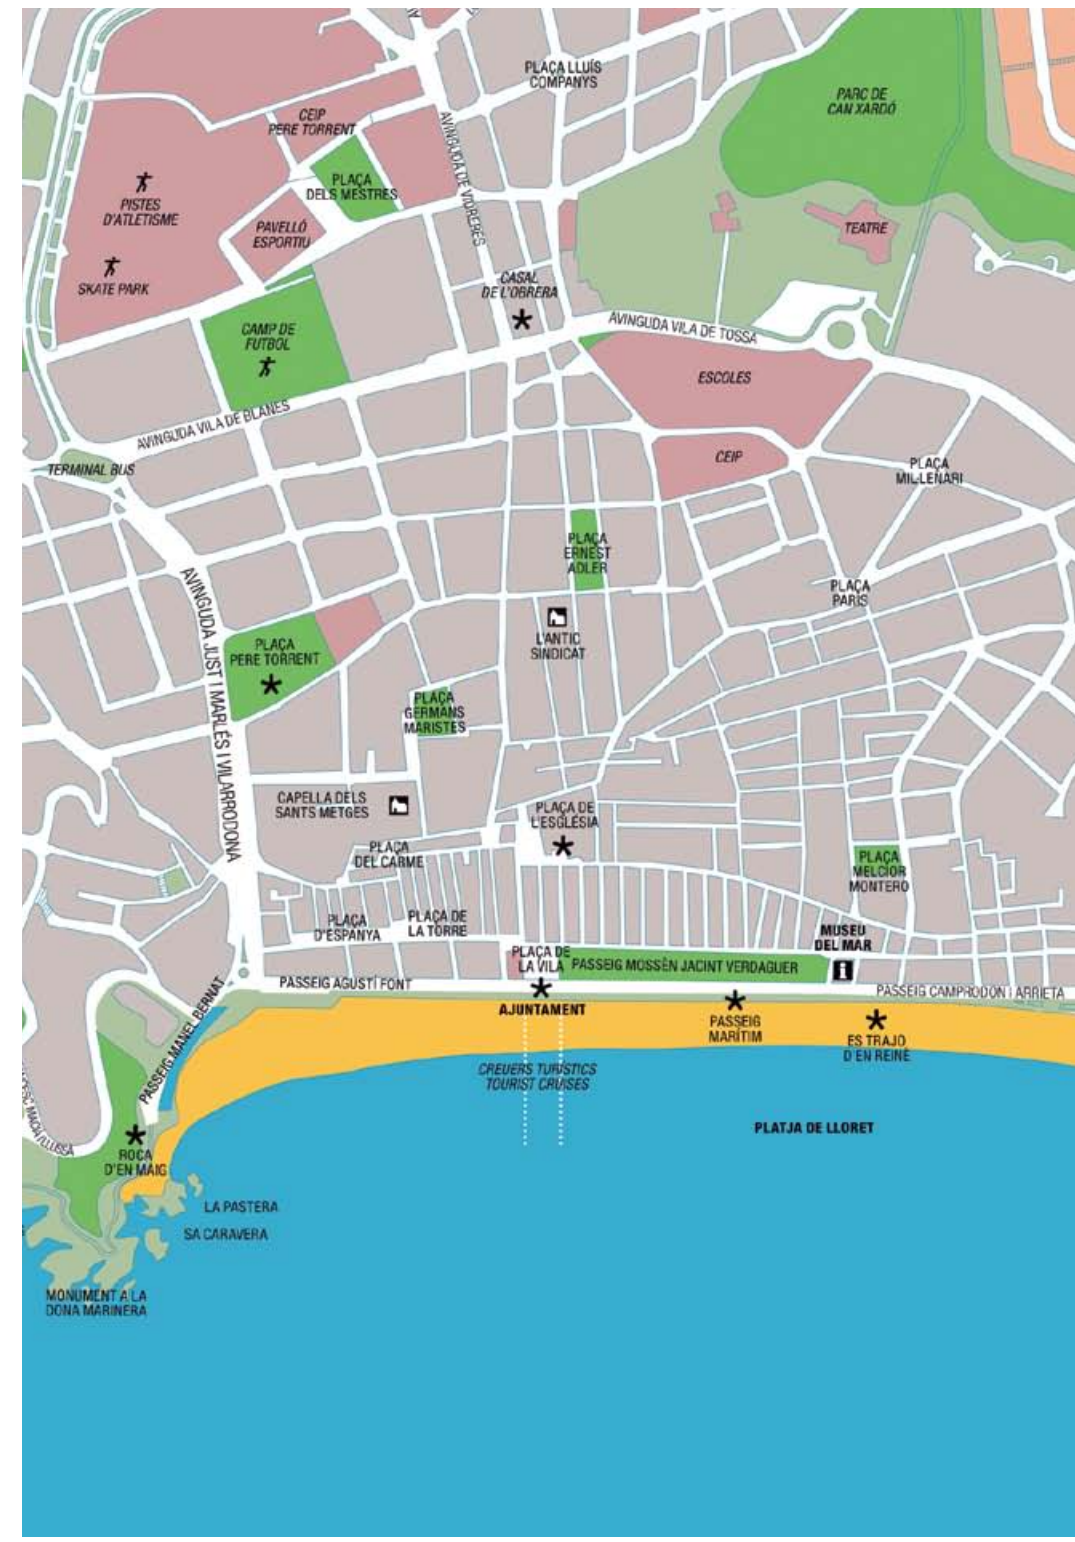 PLAÇA LLUÍS
COMPANYS
PARC DE
CAN XARDÓ
CEIP
PERE TORRENT
AVINGUDA DE VIDRERES
PISTES
D'ATLETISME
PLAÇA
DELS MESTRES
PAVELLÓ
ESPORTIU
TEATRE
SKATE PARK
CASAL
DE L'OBRERA
CAMP DE
FUTBOL
AVINGUDA VILA DE TOSSA
ESCOLES
AVINGUDA VILA DE BLANES
TERMINAL BUS
CEIP
PLAÇA
MIL·LENARI
PLAÇA
ERNEST
ADLER
PLAÇA
PARÍS
AVINGUDA JUST I MARLÉS I VILARRODONA
PLAÇA
PERE TORRENT
L'ANTIC
SINDICAT
PLAÇA
GERMANS
MARISTES
CAPELLA DELS
SANTS METGES
PLAÇA DE
L'ESGLÉSIA
PLAÇA
DEL CARME
PLAÇA
MELCIOR
MONTERO
PLAÇA
D'ESPANYA
PLAÇA DE
LA TORRE
MUSEU
DEL MAR
PLAÇA DE
LA VILA
PASSEIG MOSSÈN JACINT VERDAGUER
PASSEIG AGUSTÍ FONT
PASSEIG CAMPRODON I ARRIETA
AJUNTAMENT
PASSEIG
MARÍTIM
ES TRAJO
D'EN REINÉ
PASSEIG MANEL BERNAT
CREUERS TURÍSTICS
TOURIST CRUISES
PLATJA DE LLORET
ROCA
D'EN MAIG
LA PASTERA
SA CARAVERA
MONUMENT A LA
DONA MARINERA